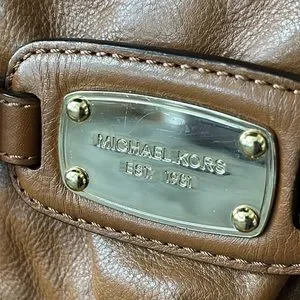 MICHAEL KORS
EST. 1981